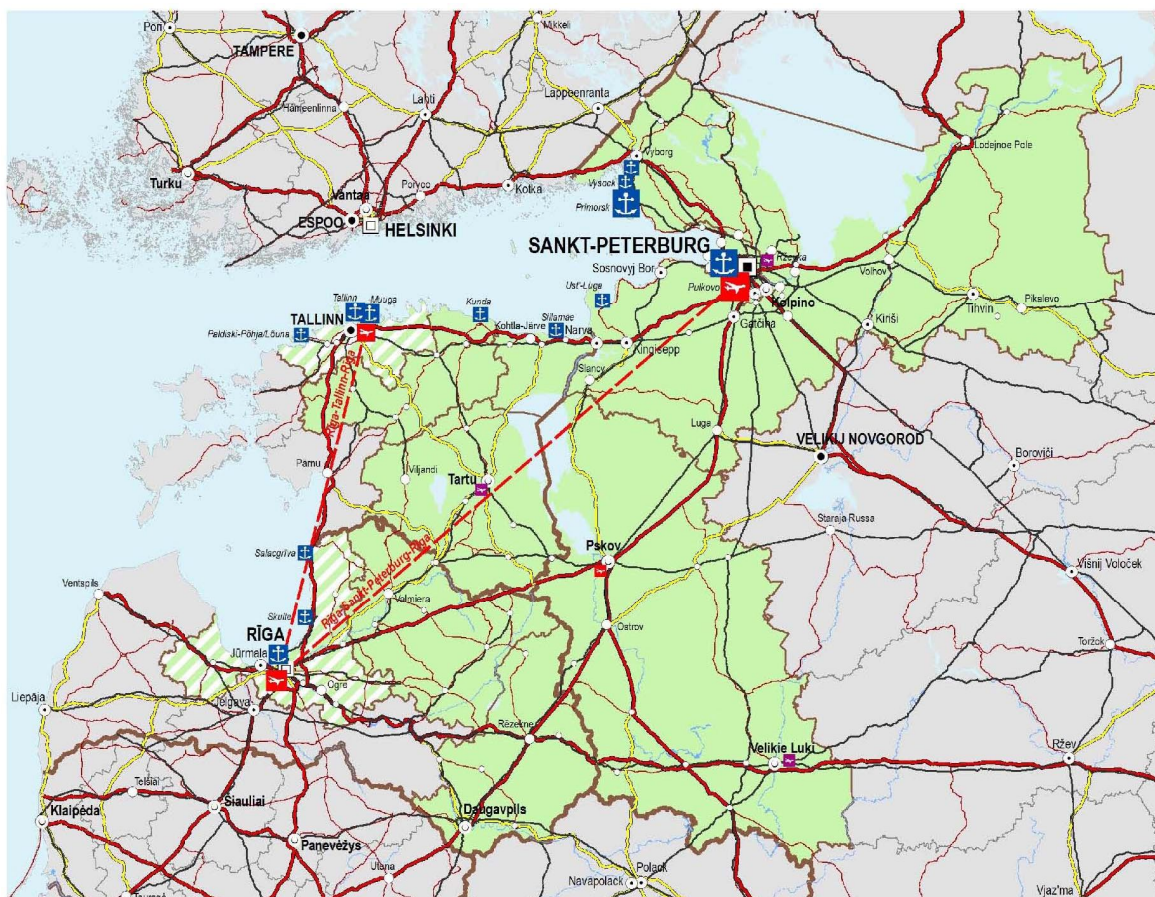 Pori
Mikkeli
TAMPERE
Hämeenlinna
Lahti
Lappeenranta
Lodejnoe Pole
Vyborg
Turku
Vysock
Porvoo
Kotka
Vantaa
Primorsk
ESPOO
HELSINKI
SANKT-PETERBURG
Rževka
Sosnovyj Bor
Volhov
Pulkovo
Kolpino
Ust'-Luga
Tihvin
Pikalevo
Tallinn
Muuga
Kunda
Gatčina
Kiriši
TALLINN
Sillamäe
Paldiski-Põhja/Lõuna
Kohtla-Järve
Narva
Kingisepp
Slancy
Rīga-Tallinn-Rīga
Luga
VELIKIJ NOVGOROD
Boroviči
Pärnu
Viljandi
Tartu
Staraja Russa
Salacgrīva
Pskov
Rīga-Sankt-Peterburg-Rīga
Višnij Voloček
Ventspils
Valmiera
Skulte
Ostrov
RĪGA
Toržok
Jūrmala
Ogre
Liepāja
Jelgava
Rēzekne
Velikie Luki
Ržev
Telšiai
Šiauliai
Klaipėda
Daugavpils
Panevėžys
Utena
Polack
Navapolack
Vjaz'ma